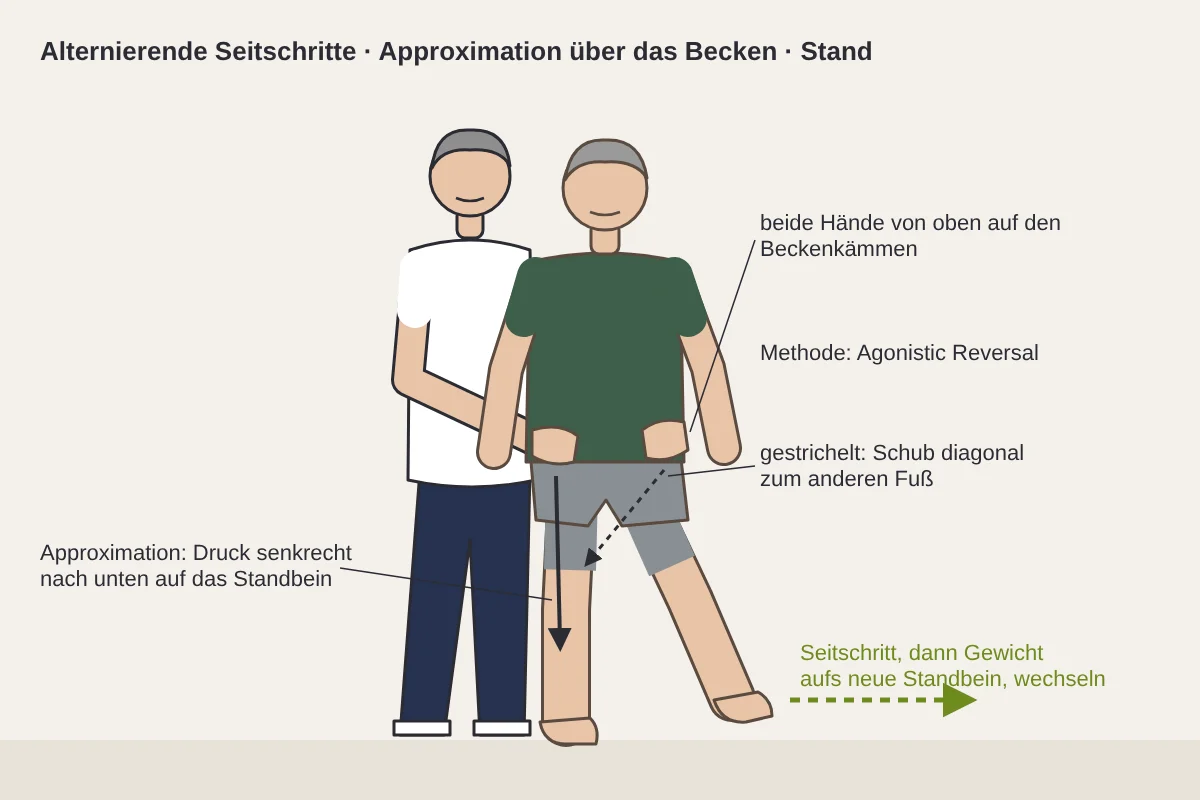 Alternierende Seitschritte · Approximation über das Becken · Stand
beide Hände von oben auf den
Beckenkämmen
Methode: Agonistic Reversal
gestrichelt: Schub diagonal
zum anderen Fuß
Approximation: Druck senkrecht
nach unten auf das Standbein
Seitschritt, dann Gewicht
aufs neue Standbein, wechseln